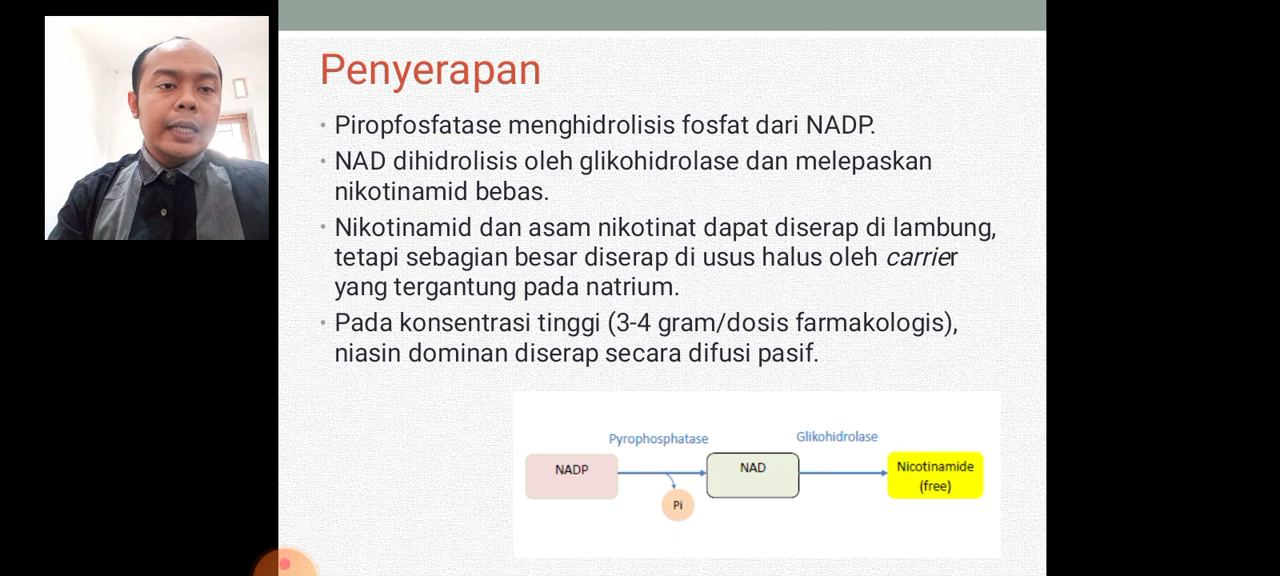 Penyerapan
Piropfosfatase menghidrolisis fosfat dari NADP.
NAD dihidrolisis oleh glikohidrolase dan melepaskan
nikotinamid bebas.
Nikotinamid dan asam nikotinat dapat diserap di lambung,
tetapi sebagian besar diserap di usus halus oleh carrier
yang tergantung pada natrium.
Pada konsentrasi tinggi (3-4 gram/dosis farmakologis),
niasin dominan diserap secara difusi pasif.
Pyrophosphatase
Glikohidrolase
NADP
NAD
Nicotinamide
(free)
Pi